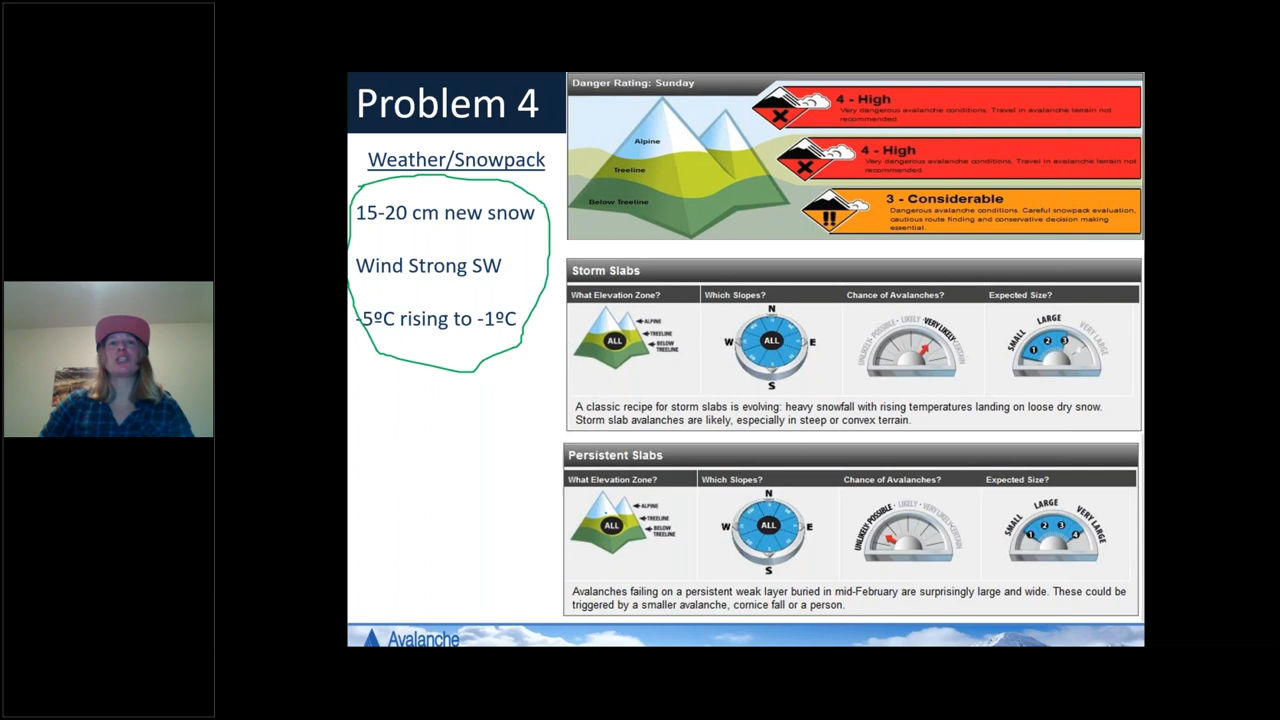 Problem 4
Weather/Snowpack
15-20 cm new snow
Wind Strong SW
-5ºC rising to -1ºC
Danger Rating: Sunday
Alpine
Treeline
Below Treeline
4 - High
Very dangerous avalanche conditions. Travel in avalanche terrain not
recommended.
4 - High
Very dangerous avalanche conditions. Travel in avalanche terrain not
recommended.
3 - Considerable
Dangerous avalanche conditions. Careful snowpack evaluation,
cautious route finding and conservative decision making
essential.
Storm Slabs
What Elevation Zone? Which Slopes? Chance of Avalanches? Expected Size?
ALL
ALPINE
TREELINE
BELOW
TREELINE
N
W ALL E
S
UNLIKELY · POSSIBLE · LIKELY · VERY LIKELY · CERTAIN
SMALL LARGE VERY LARGE
1 2 3
A classic recipe for storm slabs is evolving: heavy snowfall with rising temperatures landing on loose dry snow.
Storm slab avalanches are likely, especially in steep or convex terrain.
Persistent Slabs
What Elevation Zone? Which Slopes? Chance of Avalanches? Expected Size?
ALL
ALPINE
TREELINE
BELOW
TREELINE
N
W ALL E
S
UNLIKELY POSSIBLE · LIKELY · VERY LIKELY · CERTAIN
SMALL LARGE VERY LARGE
1 2 3 4
Avalanches failing on a persistent weak layer buried in mid-February are surprisingly large and wide. These could be
triggered by a smaller avalanche, cornice fall or a person.
Avalanche